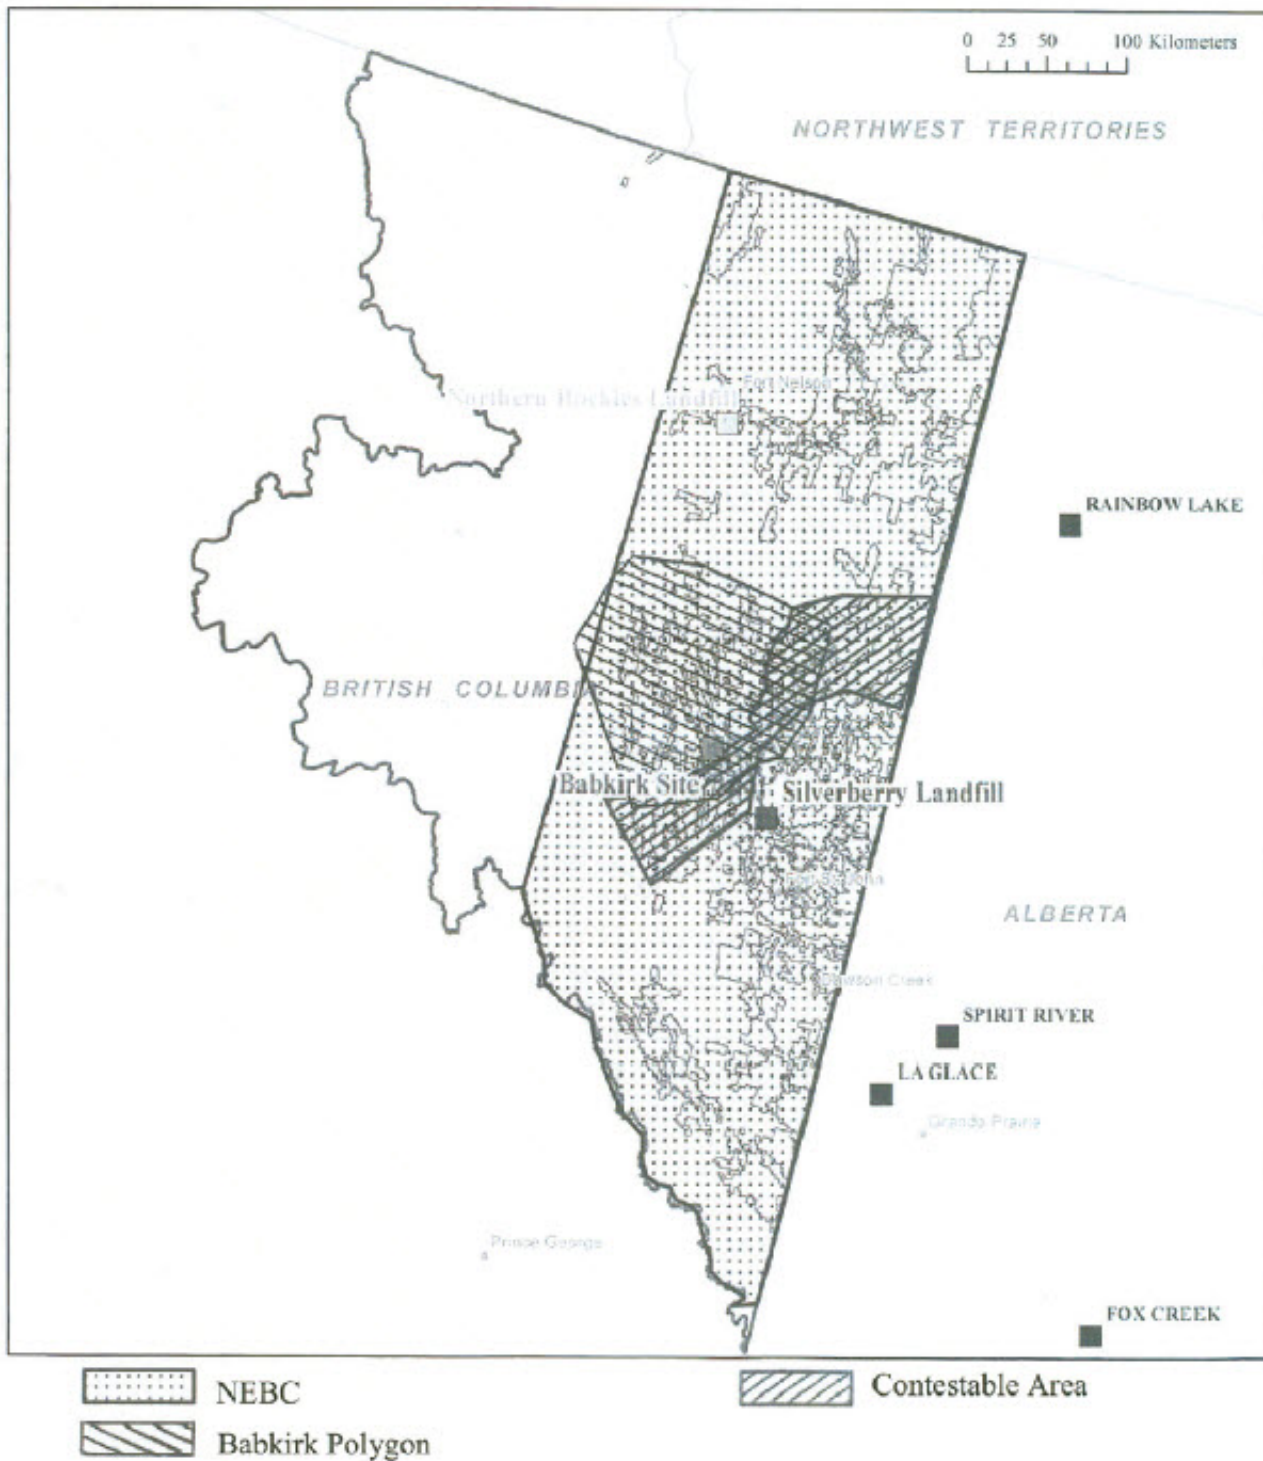 0 25 50 100 Kilometers
NORTHWEST TERRITORIES
Fort Nelson
Northern Rockies Landfill
RAINBOW LAKE
BRITISH COLUMBIA
Babkirk Site
Silverberry Landfill
ALBERTA
Dawson Creek
SPIRIT RIVER
LA GLACE
Grande Prairie
Prince George
FOX CREEK
NEBC
Contestable Area
Babkirk Polygon